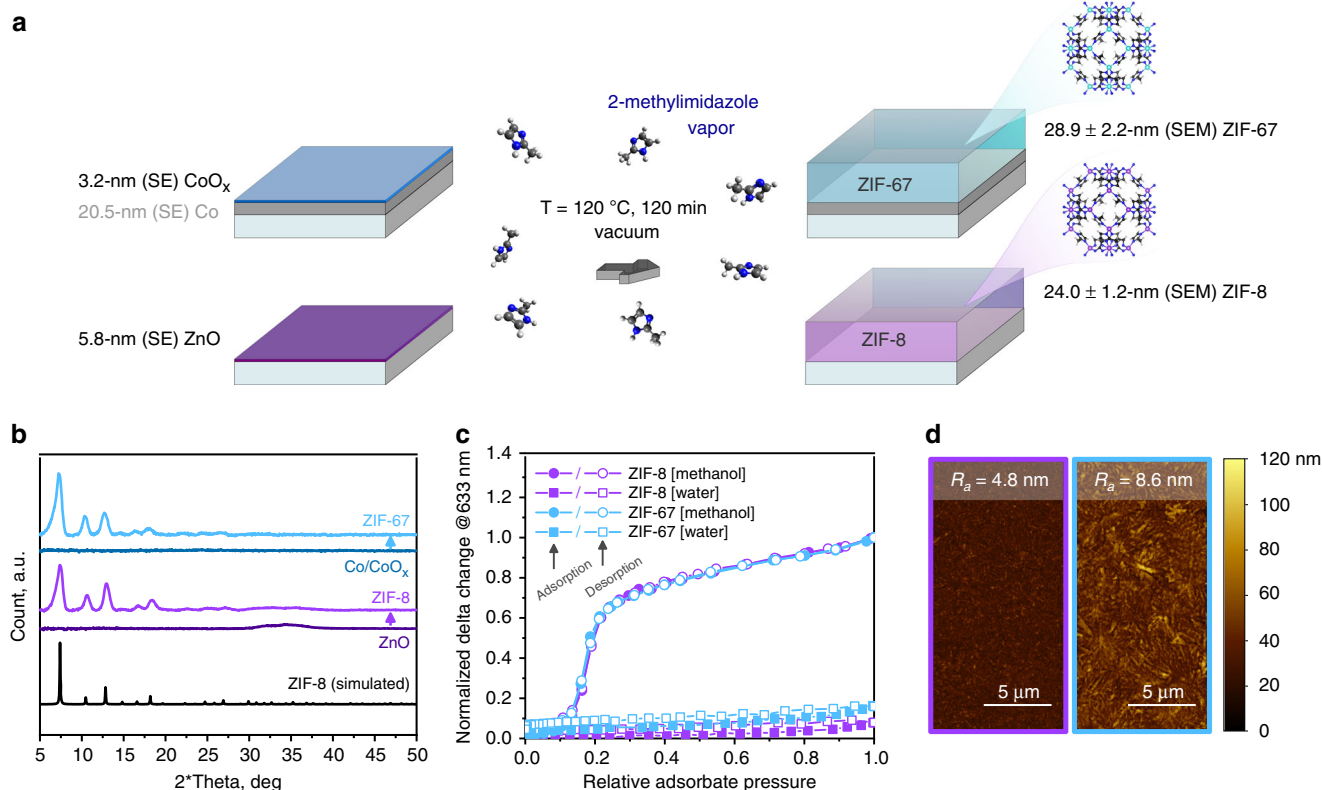 a
2-methylimidazole
vapor
28.9 ± 2.2-nm (SEM) ZIF-67
3.2-nm (SE) CoOₓ
20.5-nm (SE) Co
ZIF-67
T = 120 °C, 120 min
vacuum
24.0 ± 1.2-nm (SEM) ZIF-8
5.8-nm (SE) ZnO
ZIF-8
b
Count, a.u.
ZIF-67
Co/CoOₓ
ZIF-8
ZnO
ZIF-8 (simulated)
5 10 15 20 25 30 35 40 45 50
2*Theta, deg
c
Normalized delta change @633 nm
1.4
1.2
1.0
0.8
0.6
0.4
0.2
0.0
/ ZIF-8 [methanol]
/ ZIF-8 [water]
/ ZIF-67 [methanol]
/ ZIF-67 [water]
Adsorption
Desorption
0.0 0.2 0.4 0.6 0.8 1.0
Relative adsorbate pressure
d
Rₐ = 4.8 nm
Rₐ = 8.6 nm
5 µm
5 µm
120 nm
100
80
60
40
20
0